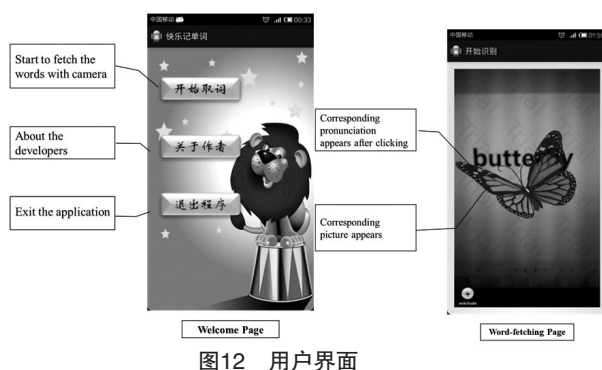 中国移动 00:33
快乐记单词
开始取词
关于作者
退出程序
Start to fetch the
words with camera
About the
developers
Exit the application
Welcome Page
中国移动
开始识别
butte y
Corresponding
pronunciation
appears after clicking
Corresponding
picture appears
Word-fetching Page
图12 用户界面